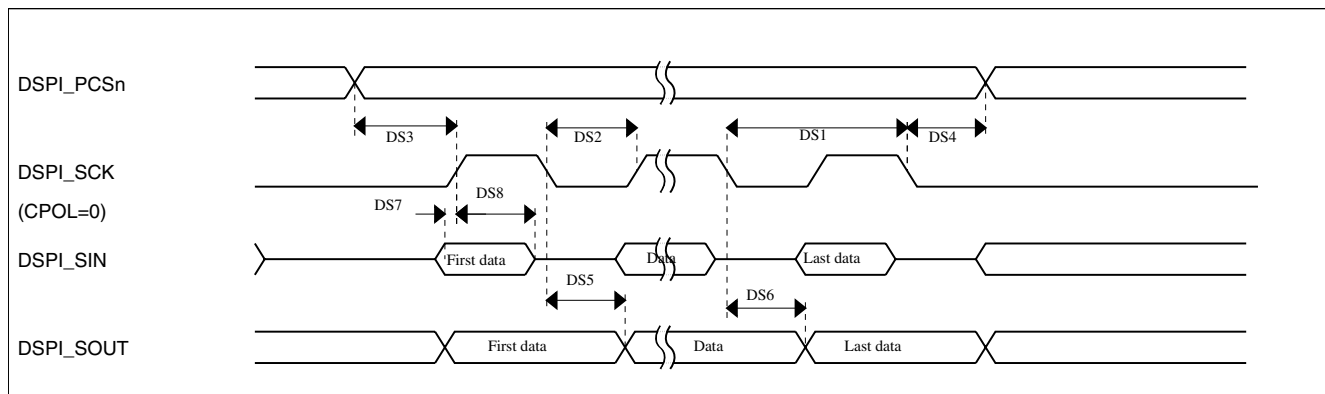 DSPI_PCSn
DS3
DS2
DS1
DS4
DSPI_SCK
(CPOL=0)
DS7
DS8
DSPI_SIN
First data
Data
Last data
DS5
DS6
DSPI_SOUT
First data
Data
Last data